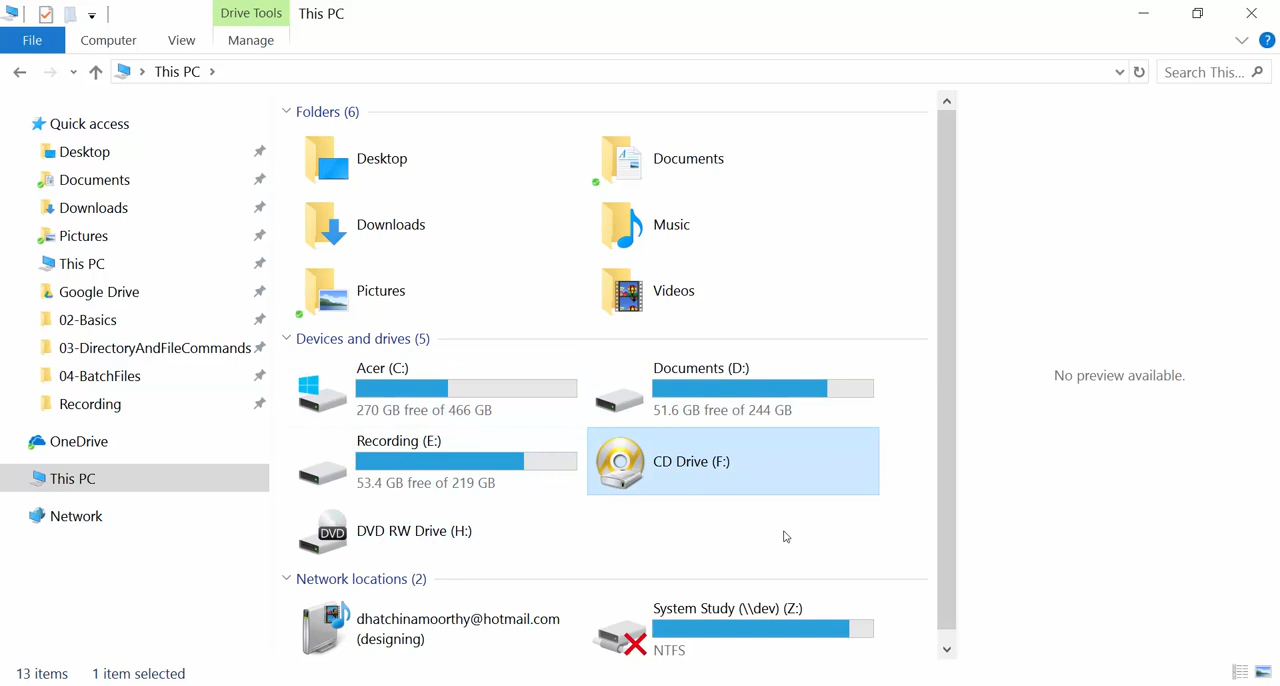 Drive Tools
This PC
File
Computer
View
Manage
?
This PC
Search This...
Quick access
Desktop
Documents
Downloads
Pictures
This PC
Google Drive
02-Basics
03-DirectoryAndFileCommands
04-BatchFiles
Recording
OneDrive
This PC
Network
Folders (6)
Desktop
Documents
Downloads
Music
Pictures
Videos
Devices and drives (5)
Acer (C:)
270 GB free of 466 GB
Documents (D:)
51.6 GB free of 244 GB
Recording (E:)
53.4 GB free of 219 GB
CD Drive (F:)
DVD
DVD RW Drive (H:)
Network locations (2)
dhatchinamoorthy@hotmail.com
(designing)
System Study (\\dev) (Z:)
NTFS
No preview available.
13 items
1 item selected